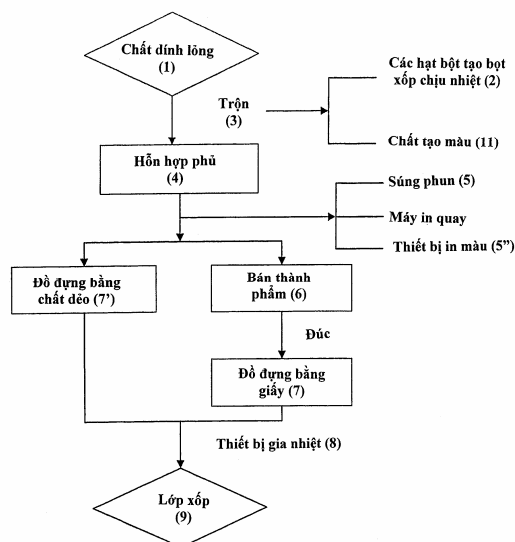 Chất dính lỏng
(1)
Các hạt bột tạo bọt
xốp chịu nhiệt (2)
Trộn
(3)
Chất tạo màu (11)
Hỗn hợp phủ
(4)
Súng phun (5)
Máy in quay
Thiết bị in màu (5”)
Đồ đựng bằng
chất dẻo (7’)
Bán thành
phẩm (6)
Đúc
Đồ đựng bằng
giấy (7)
Thiết bị gia nhiệt (8)
Lớp xốp
(9)